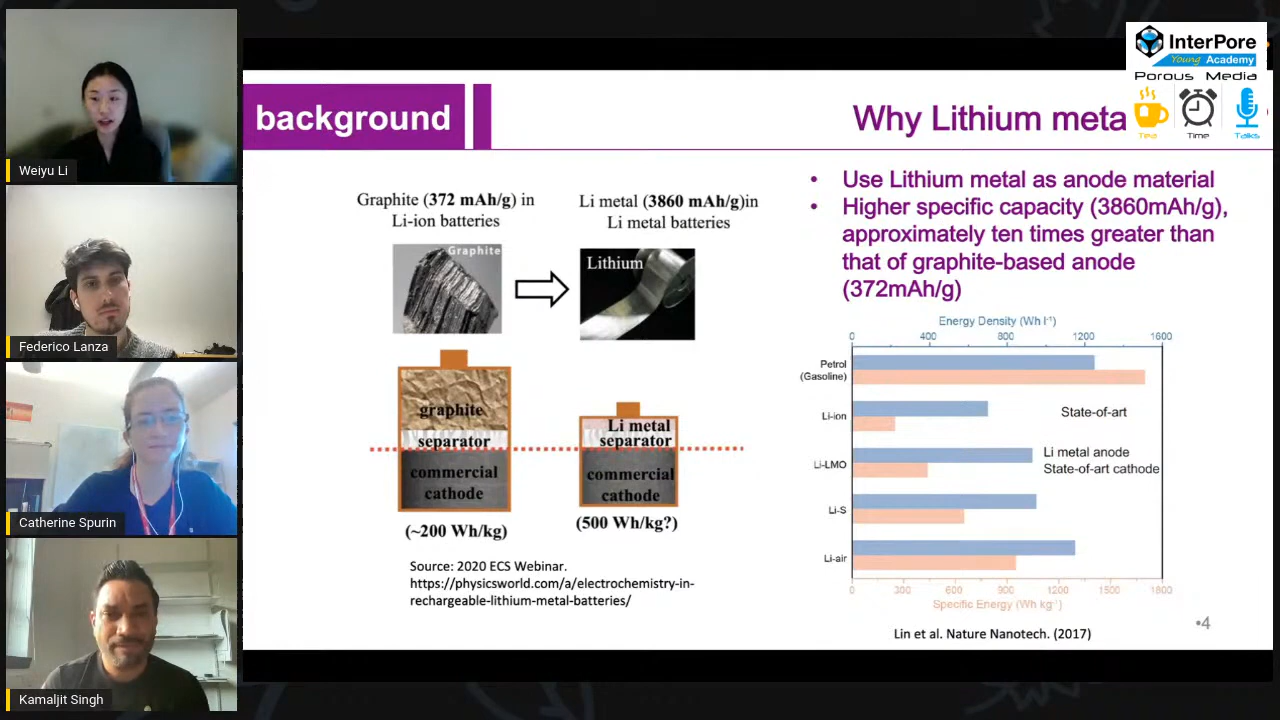 InterPore
Young Academy
Porous Media
Tea
Time
Talks
Weiyu Li
Federico Lanza
Catherine Spurin
Kamaljit Singh
background
Why Lithium meta
Graphite (372 mAh/g) in
Li-ion batteries
Li metal (3860 mAh/g)in
Li metal batteries
Graphite
Lithium
graphite
separator
commercial
cathode
(~200 Wh/kg)
Li metal
separator
commercial
cathode
(500 Wh/kg?)
Source: 2020 ECS Webinar.
https://physicsworld.com/a/electrochemistry-in-
rechargeable-lithium-metal-batteries/
• Use Lithium metal as anode material
• Higher specific capacity (3860mAh/g),
approximately ten times greater than
that of graphite-based anode
(372mAh/g)
Energy Density (Wh l⁻¹)
0 400 800 1200 1600
Petrol
(Gasoline)
Li-ion
State-of-art
Li-LMO
Li metal anode
State-of-art cathode
Li-S
Li-air
0 300 600 900 1200 1500 1800
Specific Energy (Wh kg⁻¹)
Lin et al. Nature Nanotech. (2017)
•4